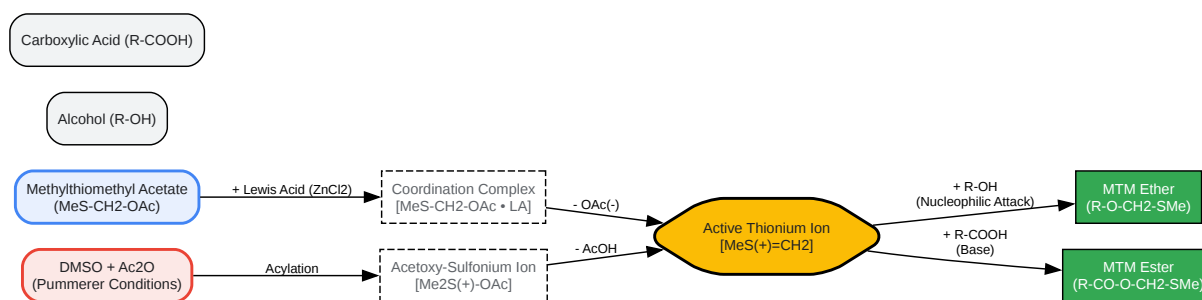 Carboxylic Acid (R-COOH)
Alcohol (R-OH)
Methylthiomethyl Acetate
(MeS-CH2-OAc)
+ Lewis Acid (ZnCl2)
Coordination Complex
[MeS-CH2-OAc • LA]
- OAc(-)
DMSO + Ac2O
(Pummerer Conditions)
Acylation
Acetoxy-Sulfonium Ion
[Me2S(+)-OAc]
- AcOH
Active Thionium Ion
[MeS(+)=CH2]
+ R-OH
(Nucleophilic Attack)
MTM Ether
(R-O-CH2-SMe)
+ R-COOH
(Base)
MTM Ester
(R-CO-O-CH2-SMe)